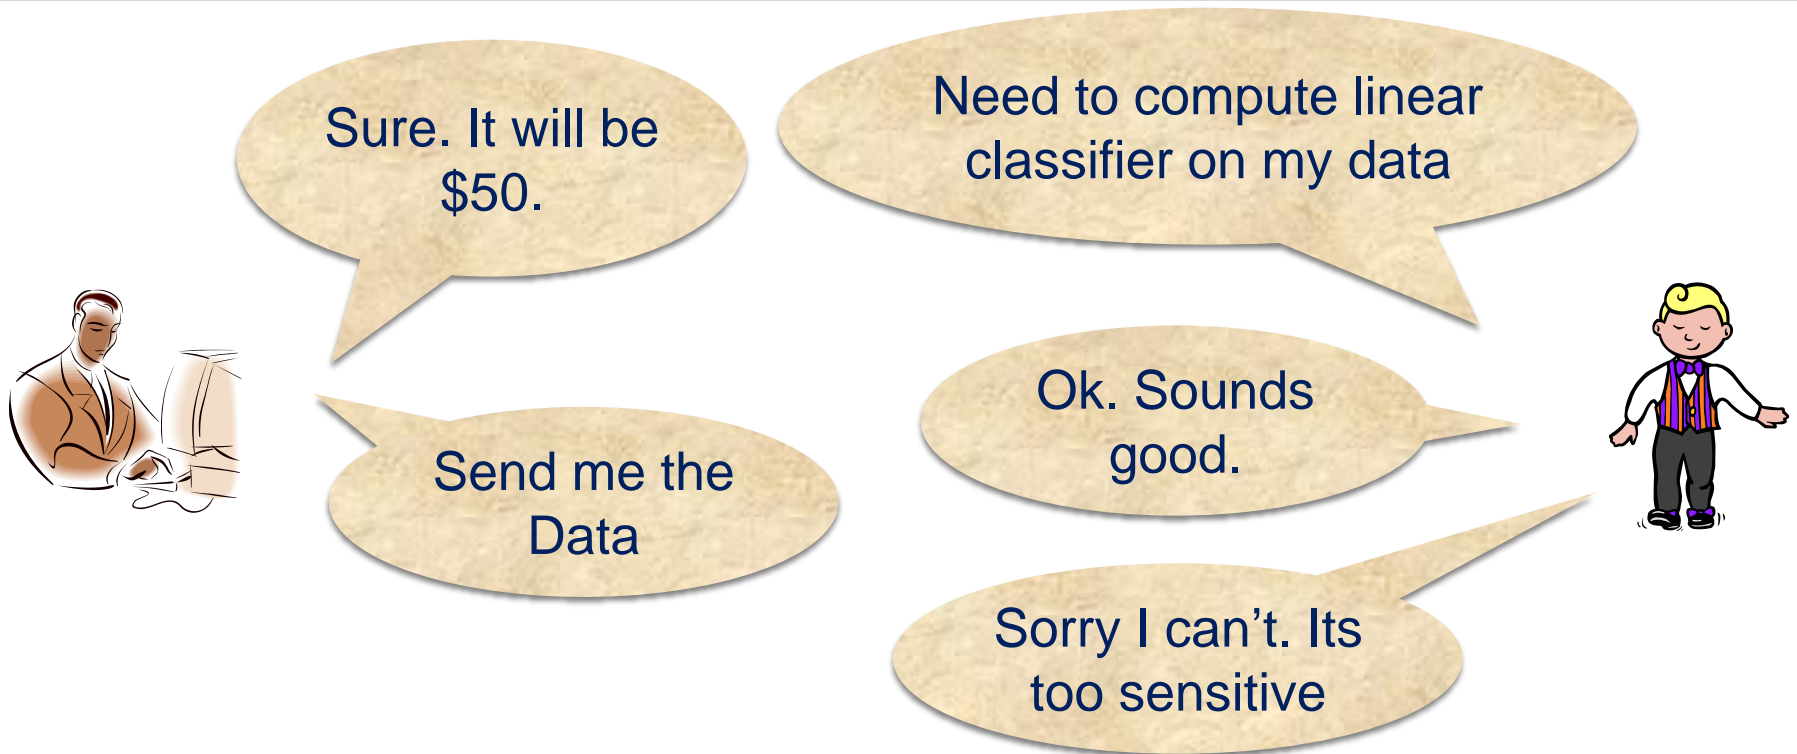 Need to compute linear
classifier on my data
Sure. It will be
$50.
Ok. Sounds
good.
Send me the
Data
Sorry I can’t. Its
too sensitive